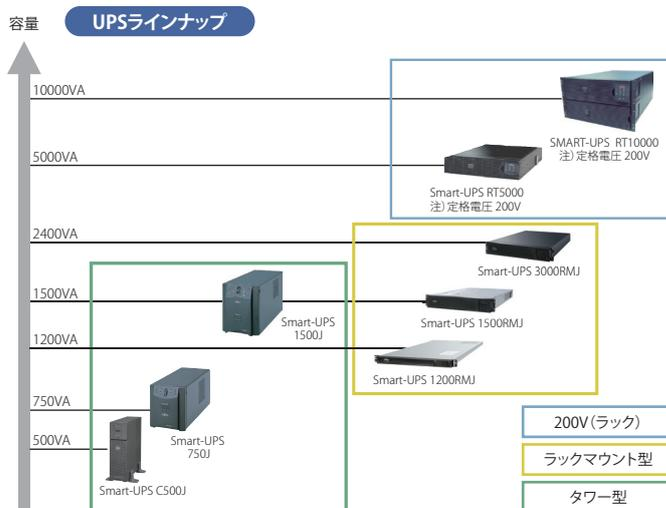 容量
UPSラインナップ
10000VA
SMART-UPS RT10000
注）定格電圧 200V
5000VA
Smart-UPS RT5000
注）定格電圧 200V
2400VA
Smart-UPS 3000RMJ
1500VA
Smart-UPS
1500J
Smart-UPS 1500RMJ
1200VA
Smart-UPS 1200RMJ
750VA
Smart-UPS
750J
500VA
Smart-UPS C500J
200V（ラック）
ラックマウント型
タワー型